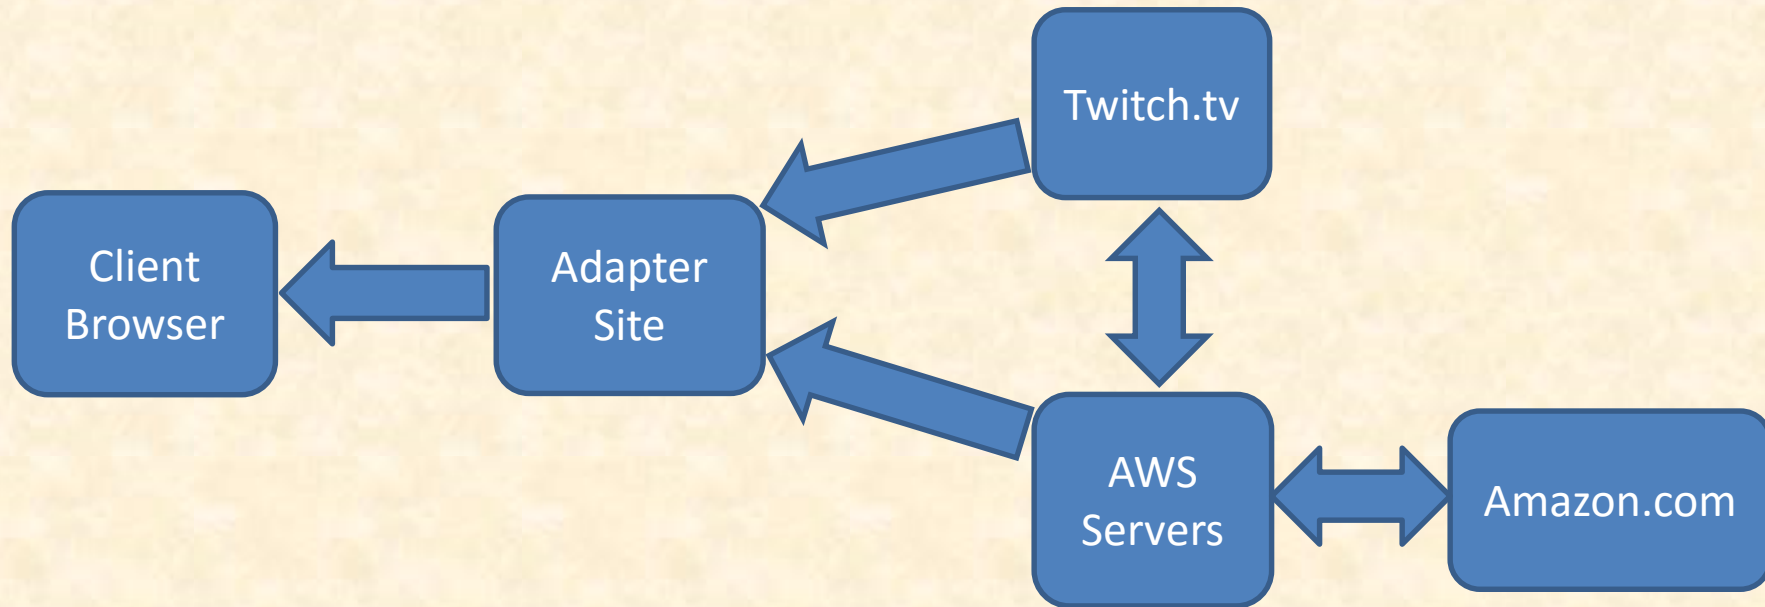 Twitch.tv
Client
Browser
Adapter
Site
AWS
Servers
Amazon.com